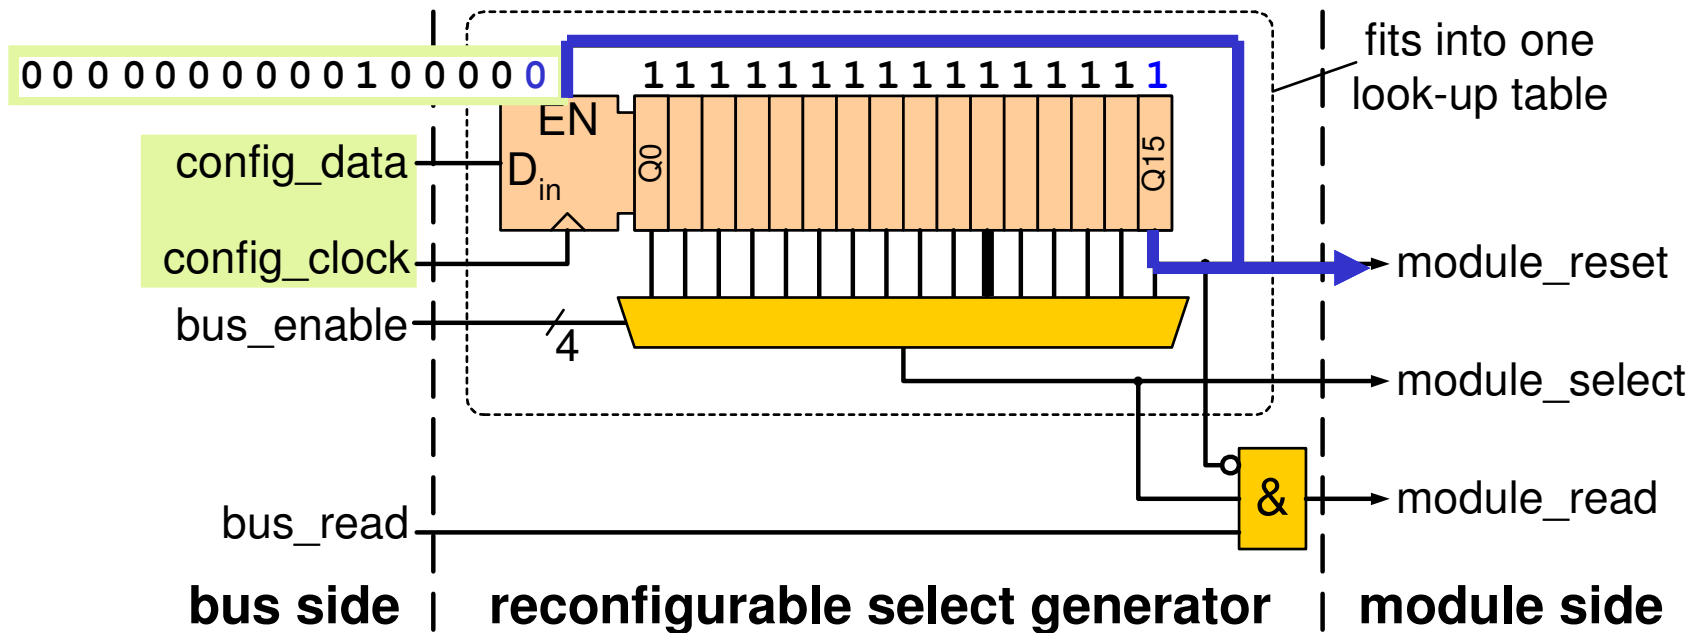 fits into one
look-up table
0 0 0 0 0 0 0 0 0 0 1 0 0 0 0 0
1 1 1 1 1 1 1 1 1 1 1 1 1 1 1 1
EN
config_data
Din
Q0
Q15
config_clock
module_reset
bus_enable
4
module_select
&
module_read
bus_read
bus side
reconfigurable select generator
module side